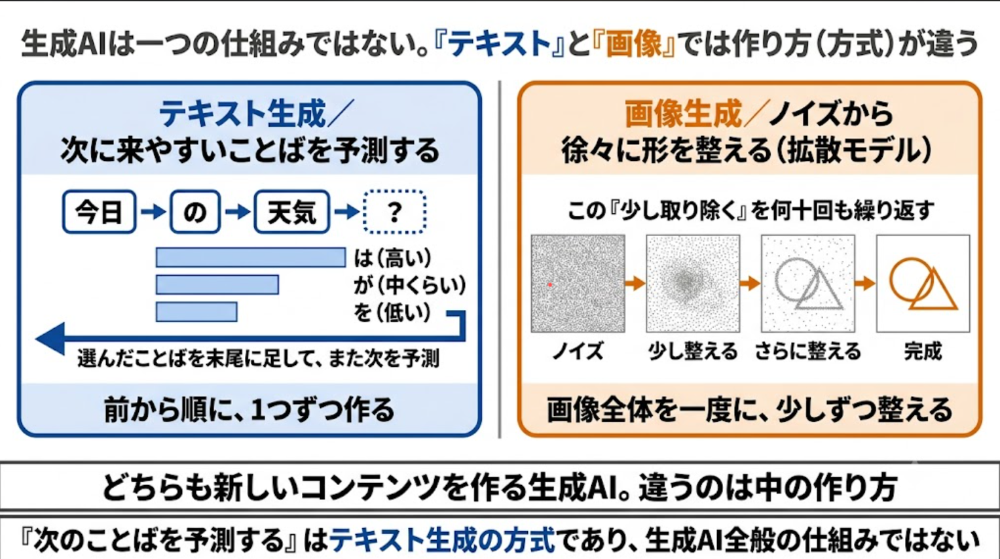 生成AIは一つの仕組みではない。『テキスト』と『画像』では作り方（方式）が違う
テキスト生成／
次に来やすいことばを予測する
今日
の
天気
？
は（高い）
が（中くらい）
を（低い）
選んだことばを末尾に足して、また次を予測
前から順に、1つずつ作る
画像生成／ノイズから
徐々に形を整える（拡散モデル）
この『少し取り除く』を何十回も繰り返す
ノイズ
少し整える
さらに整える
完成
画像全体を一度に、少しずつ整える
どちらも新しいコンテンツを作る生成AI。違うのは中の作り方
『次のことばを予測する』はテキスト生成の方式であり、生成AI全般の仕組みではない